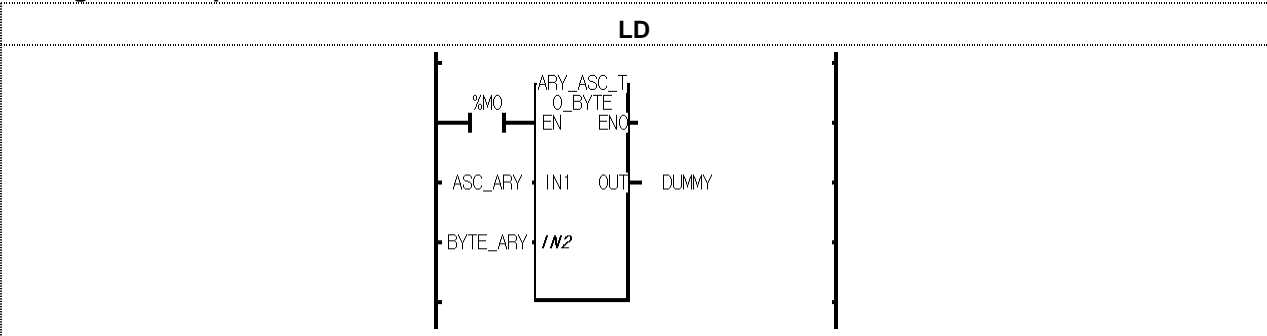 LD
ARY_ASC_T
O_BYTE
%M0
EN ENO
ASC_ARY IN1 OUT DUMMY
BYTE_ARY IN2